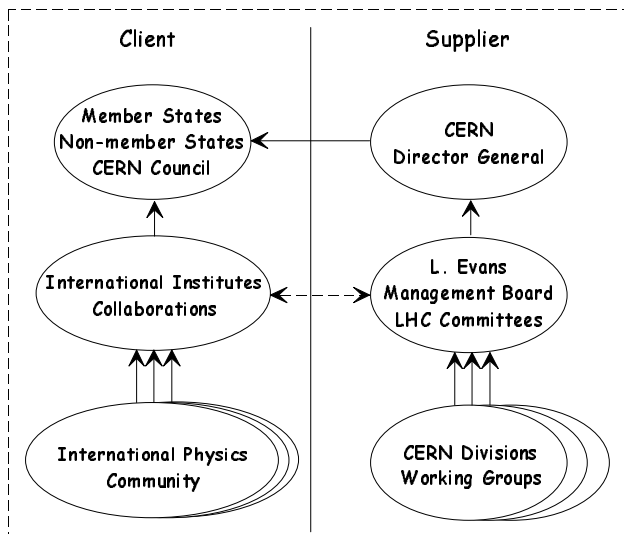 Client
Supplier
Member States
Non-member States
CERN Council
CERN
Director General
International Institutes
Collaborations
L. Evans
Management Board
LHC Committees
International Physics
Community
CERN Divisions
Working Groups